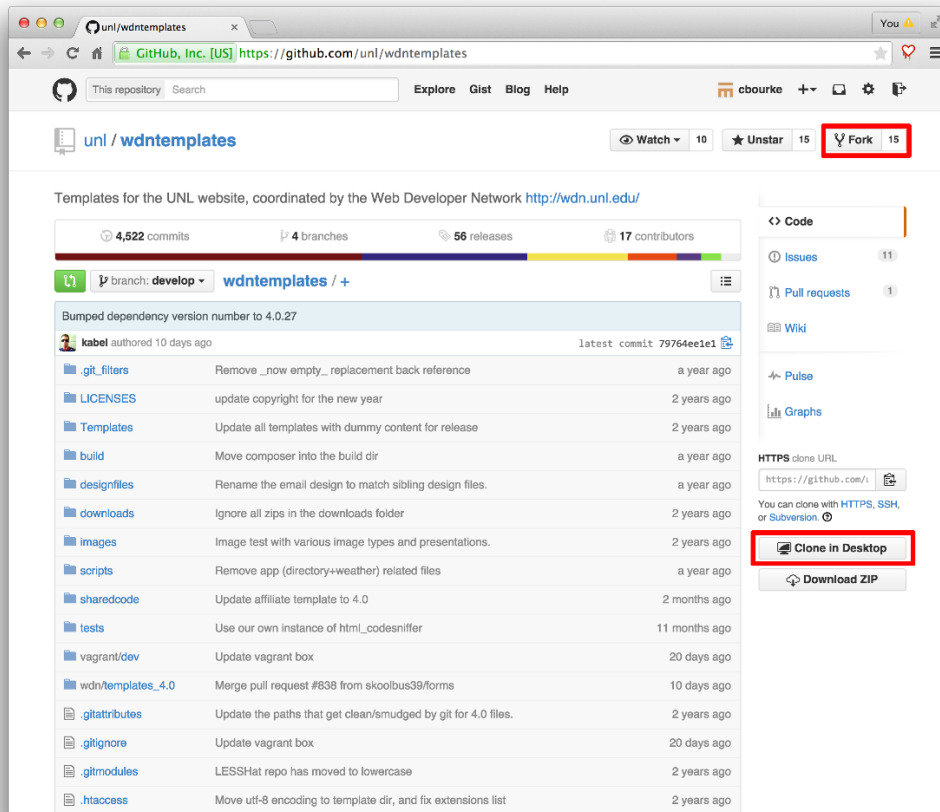 unl/wdntemplates
You
GitHub, Inc. [US] https://github.com/unl/wdntemplates
This repository Search Explore Gist Blog Help cbourke
unl / wdntemplates Watch 10 Unstar 15 Fork 15
Templates for the UNL website, coordinated by the Web Developer Network http://wdn.unl.edu/
4,522 commits 4 branches 56 releases 17 contributors
branch: develop wdntemplates / +
Bumped dependency version number to 4.0.27
kabel authored 10 days ago latest commit 79764ee1e1
.git_filters Remove _now empty_ replacement back reference a year ago
LICENSES update copyright for the new year 2 years ago
Templates Update all templates with dummy content for release 2 years ago
build Move composer into the build dir a year ago
designfiles Rename the email design to match sibling design files. a year ago
downloads Ignore all zips in the downloads folder 2 years ago
images Image test with various image types and presentations. 2 years ago
scripts Remove app (directory+weather) related files a year ago
sharedcode Update affiliate template to 4.0 2 months ago
tests Use our own instance of html_codesniffer 11 months ago
vagrant/dev Update vagrant box 20 days ago
wdn/templates_4.0 Merge pull request #838 from skoolbus39/forms 10 days ago
.gitattributes Update the paths that get clean/smudged by git for 4.0 files. 2 years ago
.gitignore Update vagrant box 20 days ago
.gitmodules LESSHat repo has moved to lowercase 2 years ago
.htaccess Move utf-8 encoding to template dir, and fix extensions list 2 years ago
Code
Issues 11
Pull requests 1
Wiki
Pulse
Graphs
HTTPS clone URL
https://github.com/
You can clone with HTTPS, SSH,
or Subversion.
Clone in Desktop
Download ZIP